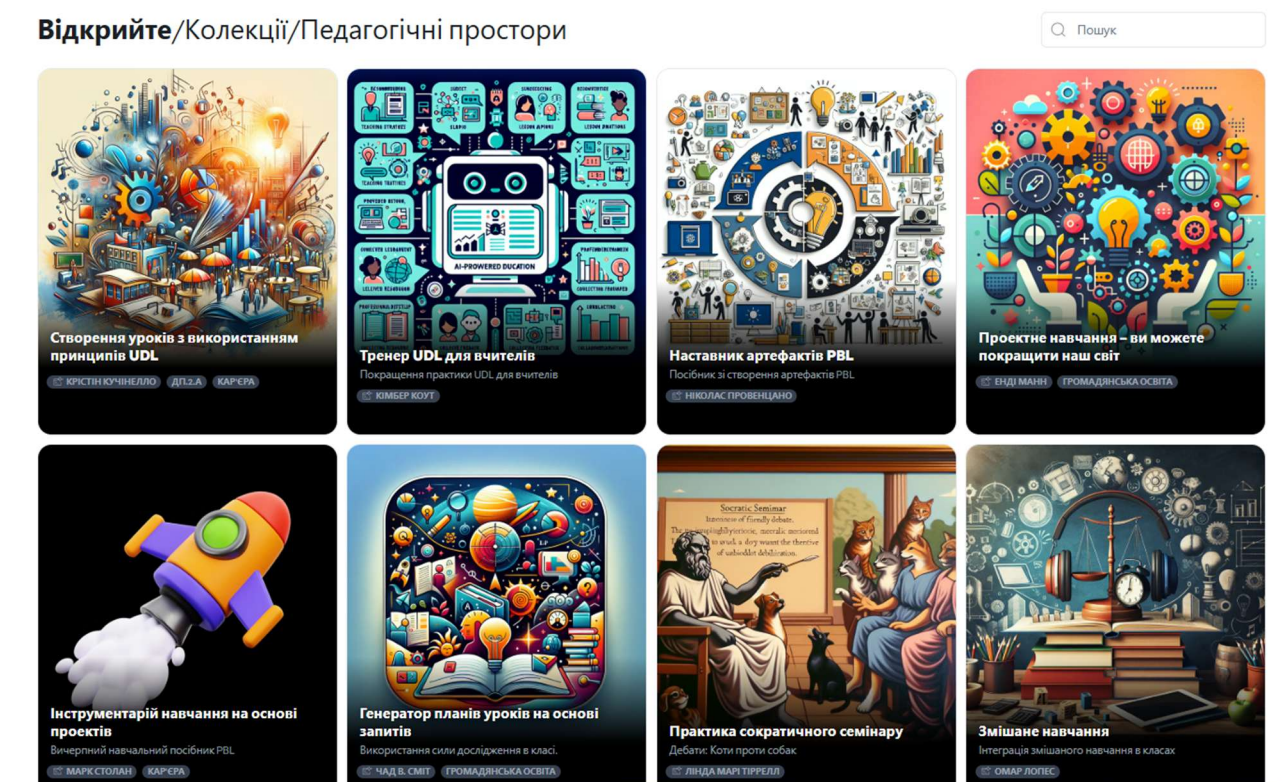 Відкрийте/Колекції/Педагогічні простори
Пошук
AI-PROWERED DUCATION
Створення уроків з використанням
принципів UDL
КРІСТІН КУЧІНЕЛЛО ДП.2.А КАР'ЄРА
Тренер UDL для вчителів
Покращення практики UDL для вчителів
КІМБЕР КОУТ
Наставник артефактів PBL
Посібник зі створення артефактів PBL
НІКОЛАС ПРОВЕНЦАНО
Проектне навчання – ви можете
покращити наш світ
ЕНДІ МАНН ГРОМАДЯНСЬКА ОСВІТА
Інструментарій навчання на основі
проектів
Вичерпний навчальний посібник PBL
МАРК СТОЛАН КАР'ЄРА
Генератор планів уроків на основі
запитів
Використання сили дослідження в класі.
ЧАД В. СМІТ ГРОМАДЯНСЬКА ОСВІТА
Socratic Seminar
of friendly debate.
Практика сократичного семінару
Дебати: Коти проти собак
ЛІНДА МАРІ ТІРРЕЛЛ
Змішане навчання
Інтеграція змішаного навчання в класах
ОМАР ЛОПЕС